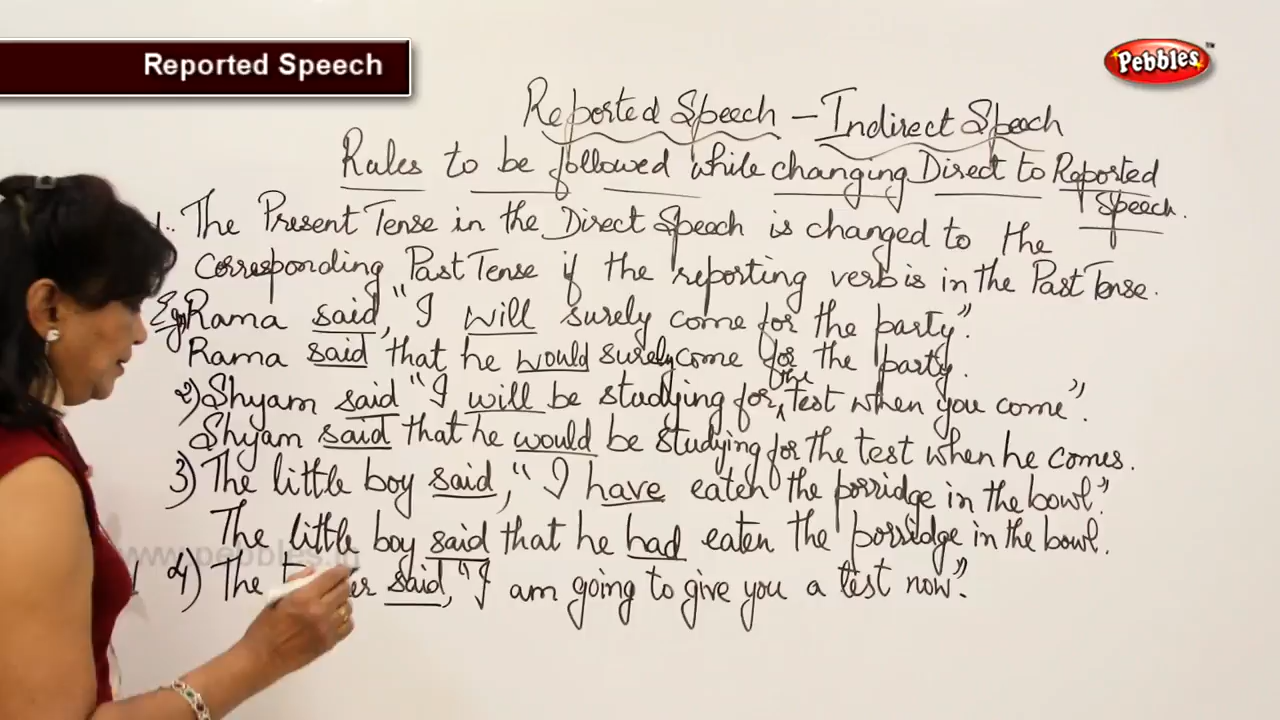 Reported Speech
Pebbles™
Reported Speech - Indirect Speech
Rules to be followed while changing Direct to Reported
Speech.
1. The Present Tense in the Direct Speech is changed to the
corresponding Past Tense if the reporting verb is in the Past Tense.
Eg) Rama said, "I will surely come for the party".
Rama said that he would surely come for the party.
2) Shyam said "I will be studying for the test when you come".
Shyam said that he would be studying for the test when he comes.
3) The little boy said, "I have eaten the porridge in the bowl."
The little boy said that he had eaten the porridge in the bowl.
www.pebbles.in
4) The said, "I am going to give you a test now".